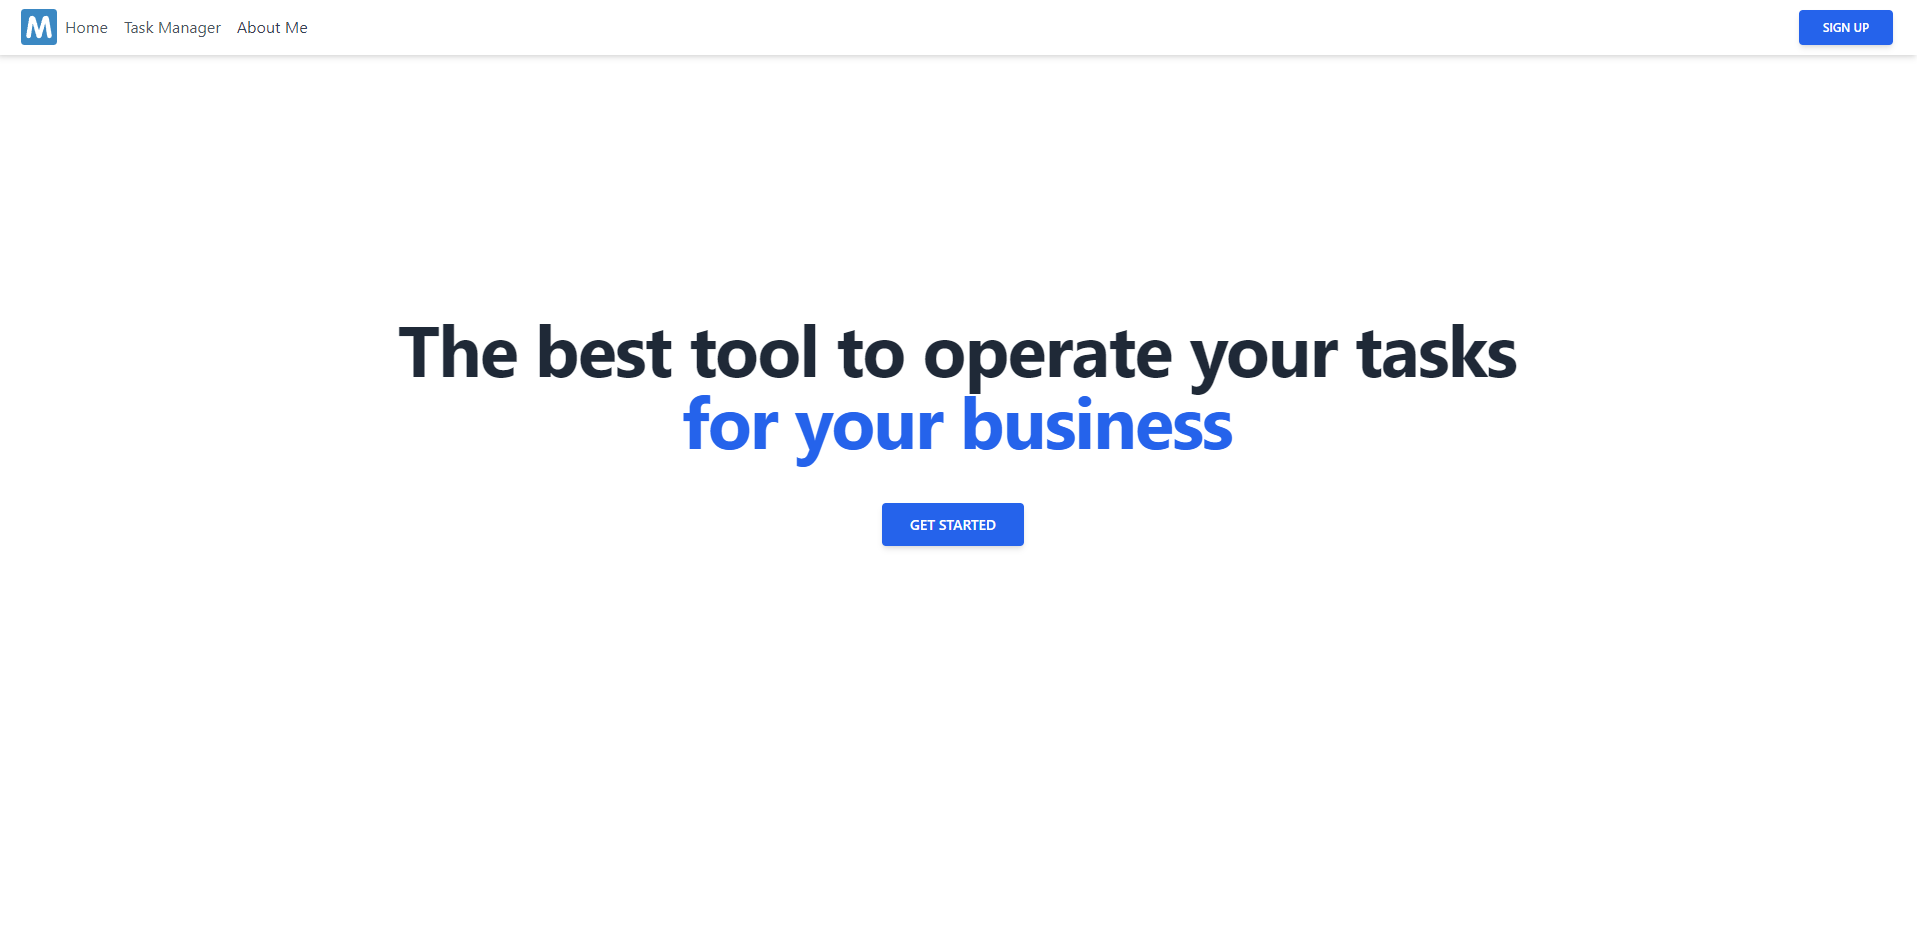 M Home Task Manager About Me SIGN UP
The best tool to operate your tasks
for your business
GET STARTED